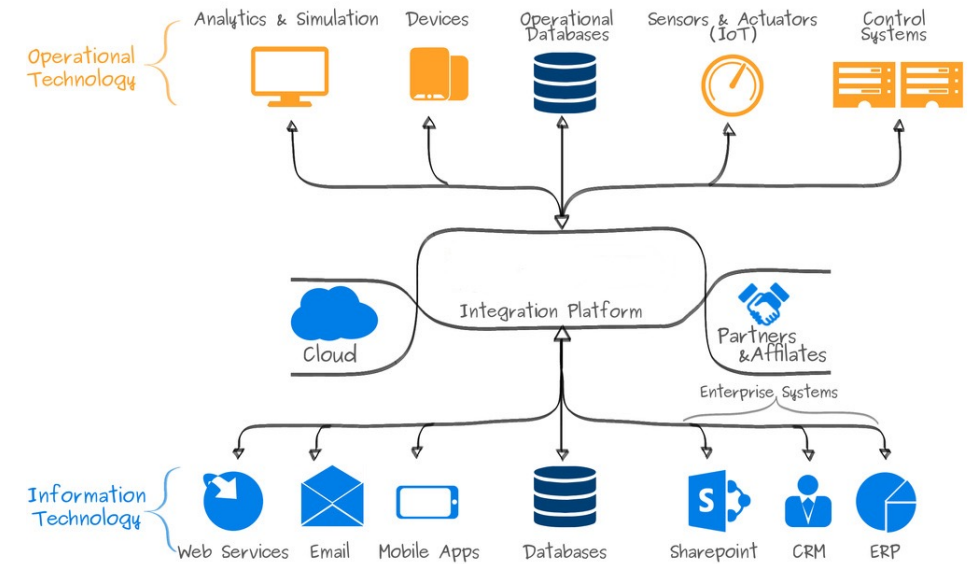 Analytics & Simulation
Devices
Operational
Databases
Sensors & Actuators
(IoT)
Control
Systems
Operational
Technology
Integration Platform
Cloud
Partners
&Affilates
Enterprise Systems
Information
Technology
S
Web Services
Email
Mobile Apps
Databases
Sharepoint
CRM
ERP